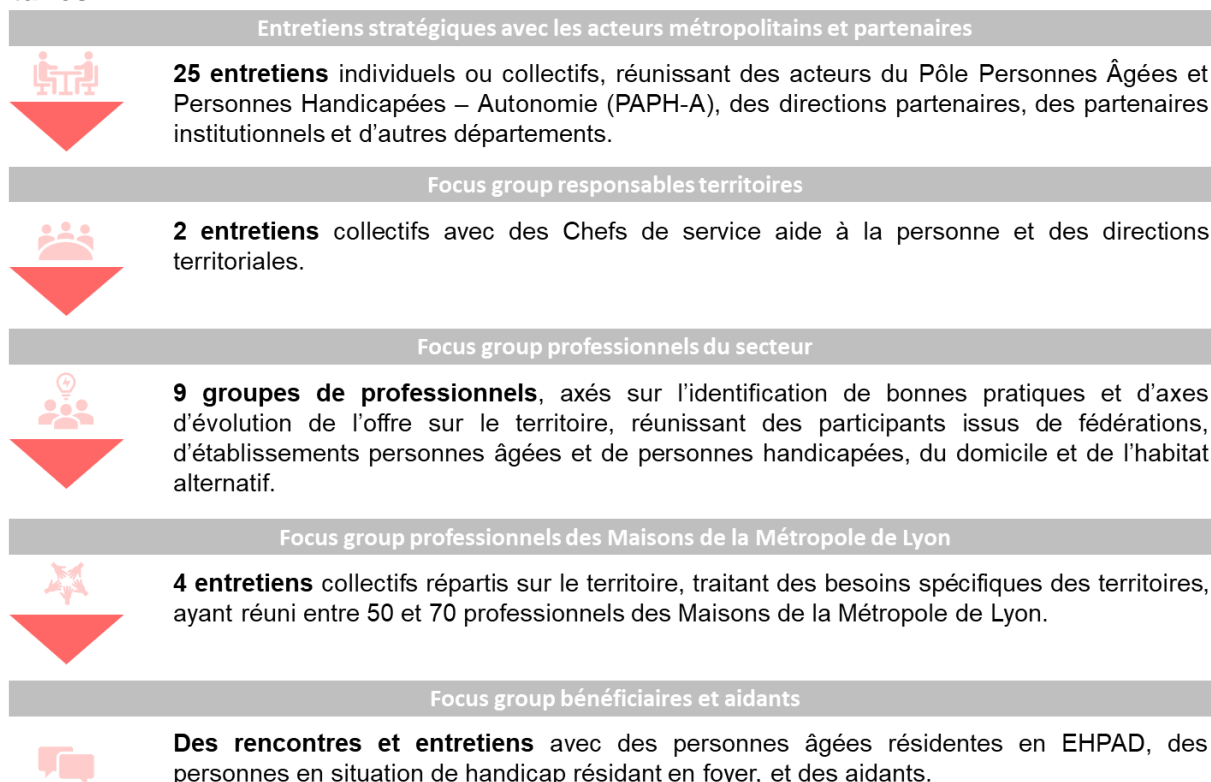 Entretiens stratégiques avec les acteurs métropolitains et partenaires
25 entretiens individuels ou collectifs, réunissant des acteurs du Pôle Personnes Âgées et
Personnes Handicapées – Autonomie (PAPH-A), des directions partenaires, des partenaires
institutionnels et d’autres départements.
Focus group responsables territoires
2 entretiens collectifs avec des Chefs de service aide à la personne et des directions
territoriales.
Focus group professionnels du secteur
9 groupes de professionnels, axés sur l’identification de bonnes pratiques et d’axes
d’évolution de l’offre sur le territoire, réunissant des participants issus de fédérations,
d’établissements personnes âgées et de personnes handicapées, du domicile et de l’habitat
alternatif.
Focus group professionnels des Maisons de la Métropole de Lyon
4 entretiens collectifs répartis sur le territoire, traitant des besoins spécifiques des territoires,
ayant réuni entre 50 et 70 professionnels des Maisons de la Métropole de Lyon.
Focus group bénéficiaires et aidants
Des rencontres et entretiens avec des personnes âgées résidentes en EHPAD, des
personnes en situation de handicap résidant en foyer, et des aidants.